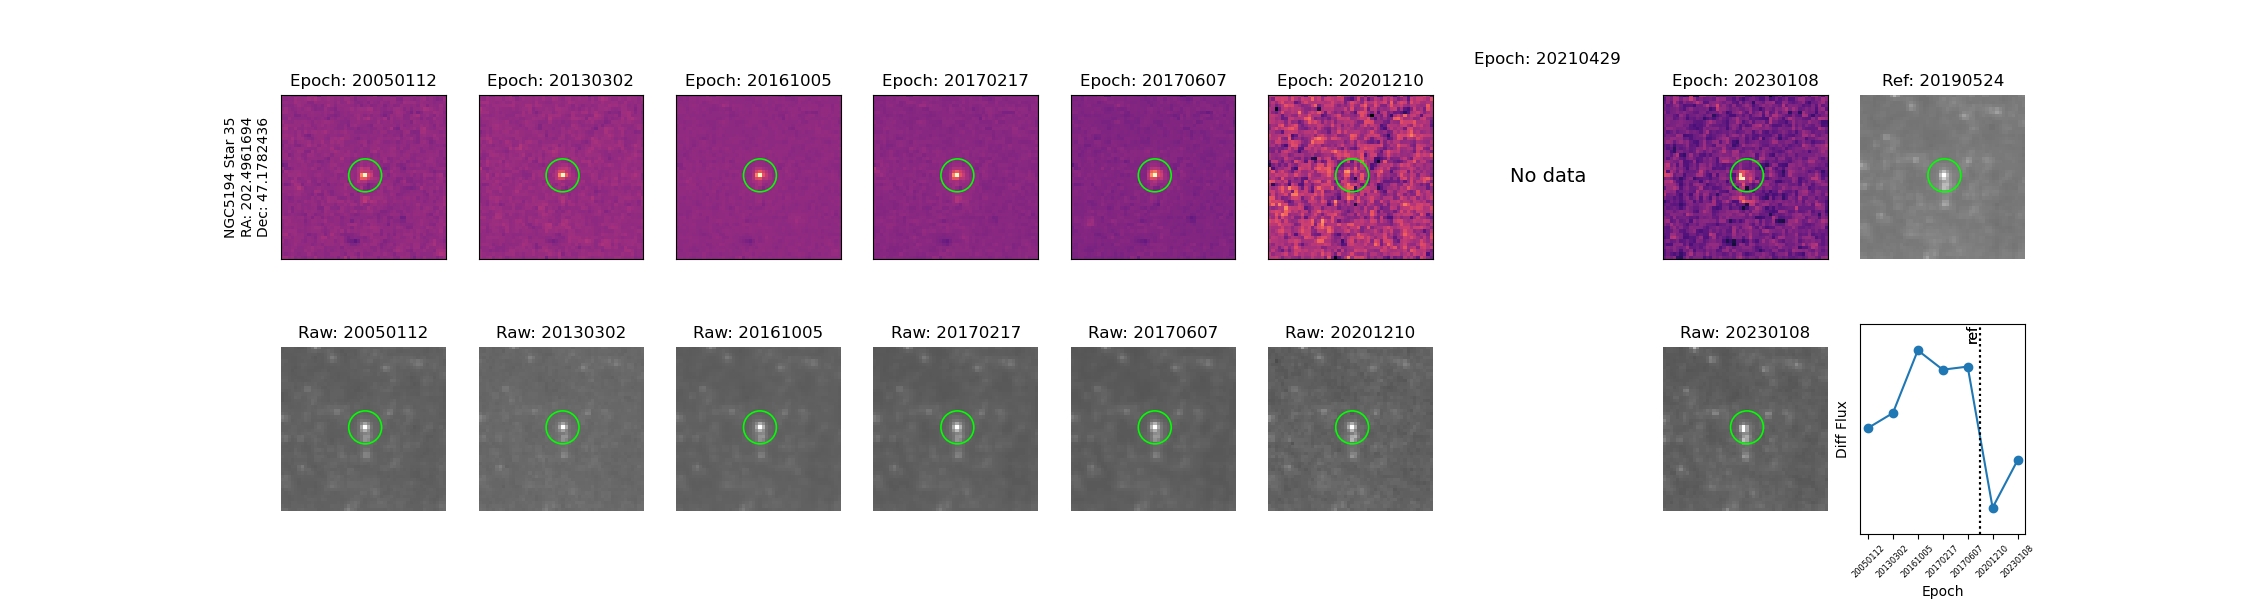 Epoch: 20210429
Epoch: 20050112
Epoch: 20130302
Epoch: 20161005
Epoch: 20170217
Epoch: 20170607
Epoch: 20201210
Epoch: 20230108
Ref: 20190524
NGC5194 Star 35
RA: 202.4961694
Dec: 47.17782436
No data
Raw: 20050112
Raw: 20130302
Raw: 20161005
Raw: 20170217
Raw: 20170607
Raw: 20201210
Raw: 20230108
ref
Diff Flux
20050112
20130302
20161005
20170217
20170607
20201210
20230108
Epoch